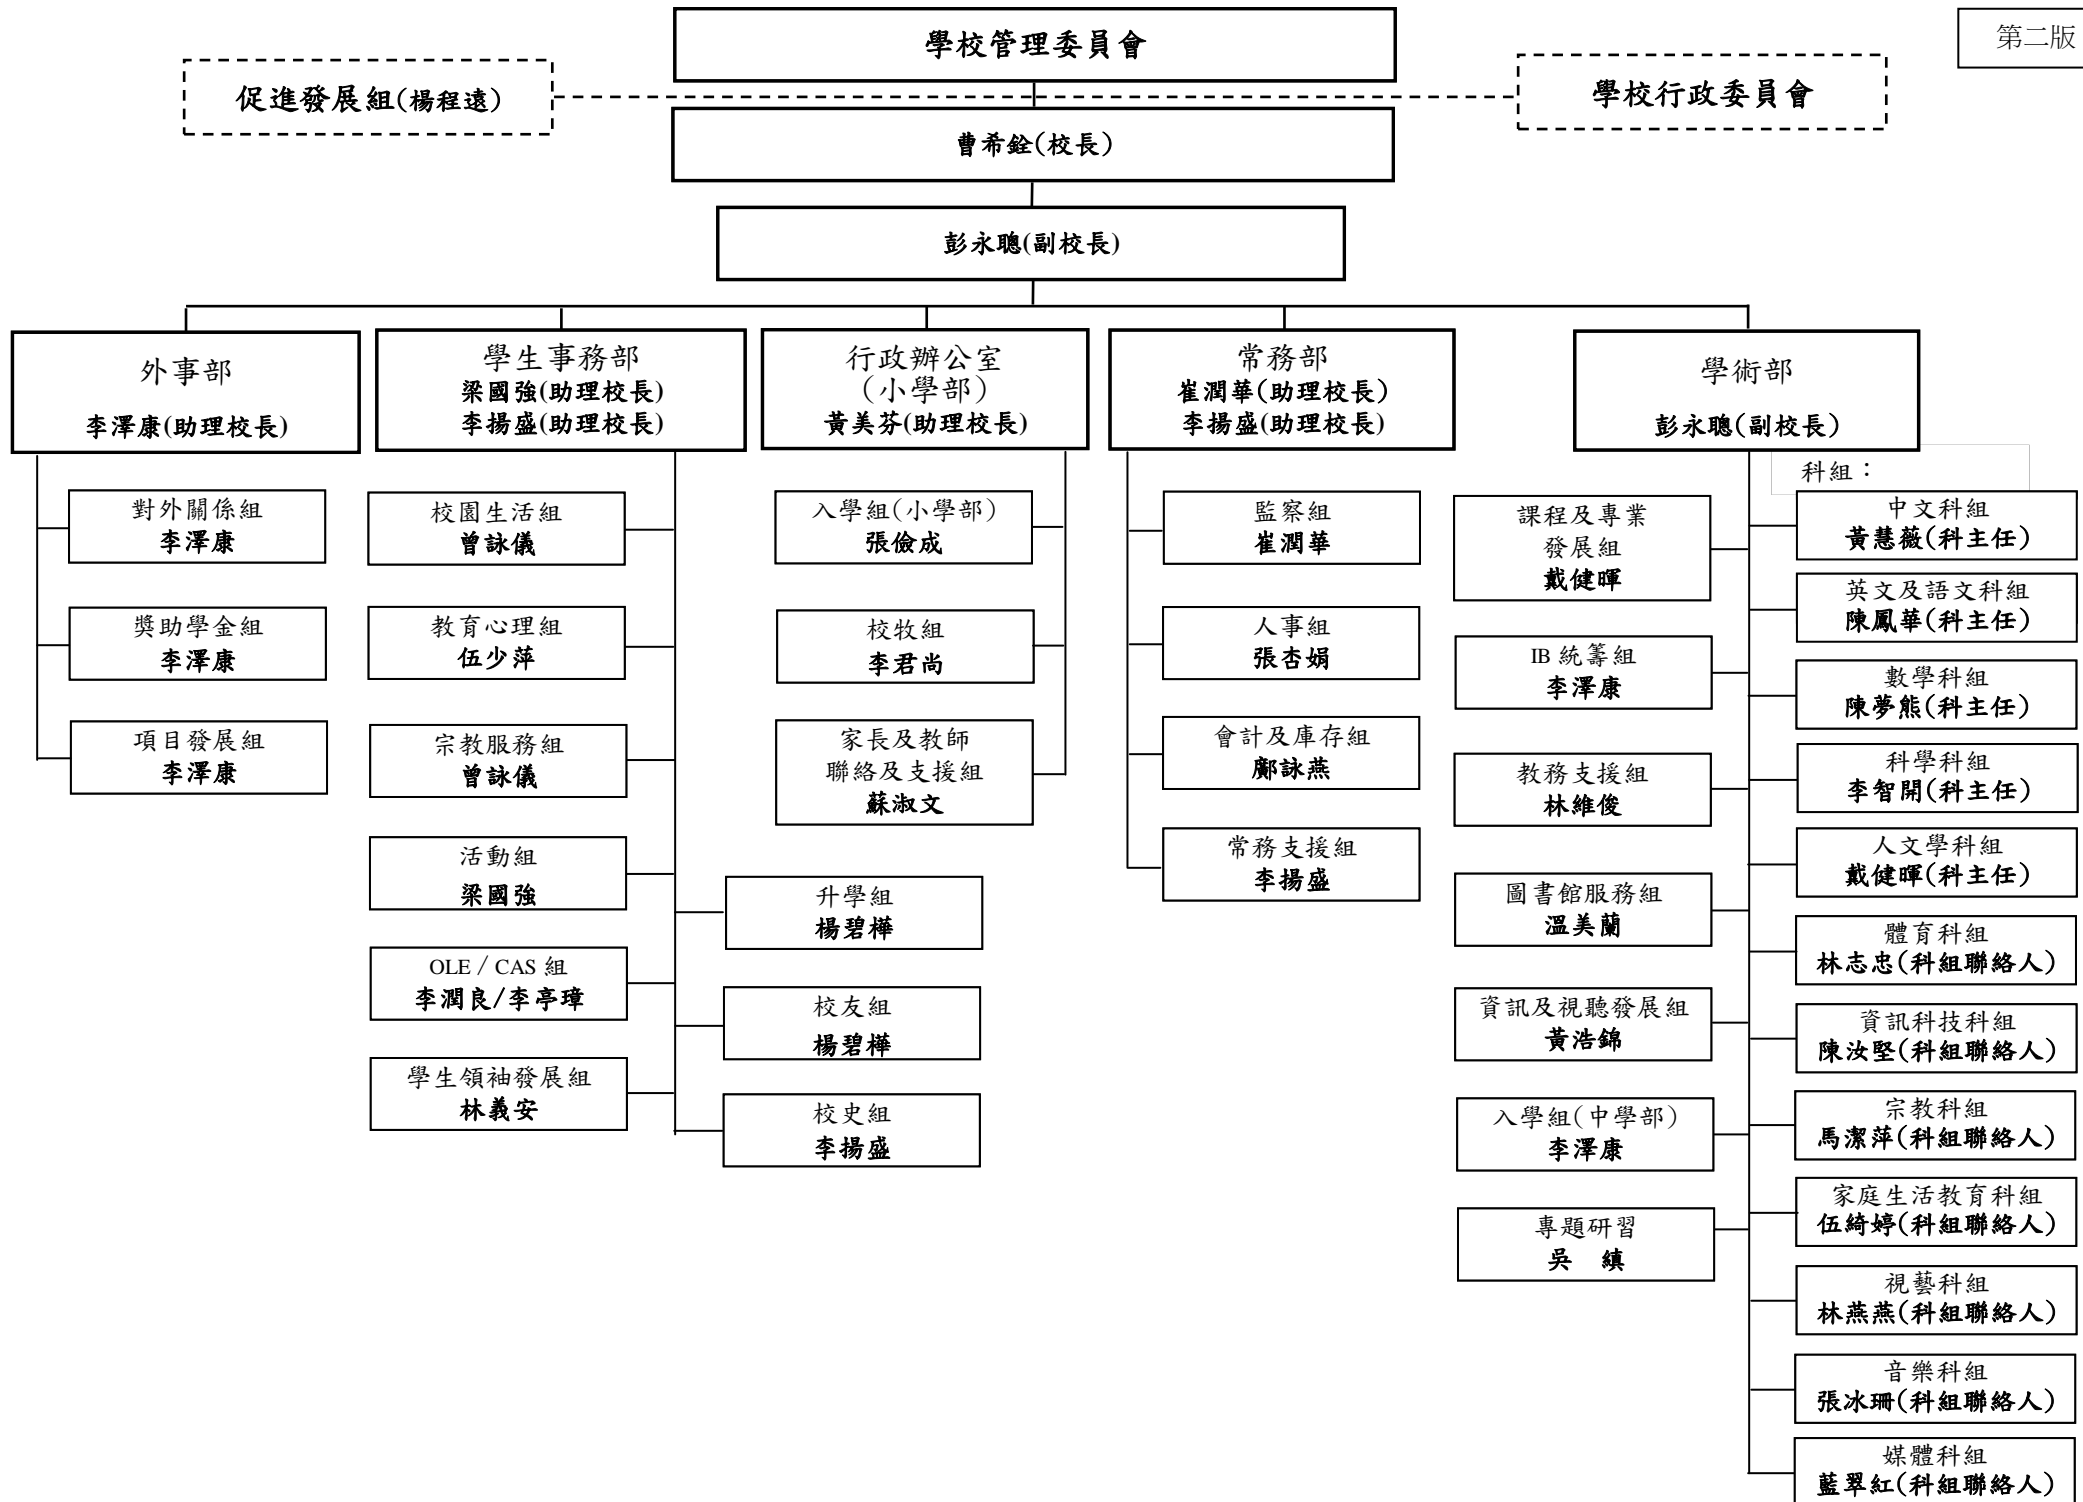 第二版
學校管理委員會
促進發展組(楊程遠)
學校行政委員會
曹希銓(校長)
彭永聰(副校長)
外事部
李澤康(助理校長)
對外關係組
李澤康
獎助學金組
李澤康
項目發展組
李澤康
學生事務部
梁國強(助理校長)
李揚盛(助理校長)
校園生活組
曾詠儀
教育心理組
伍少萍
宗教服務組
曾詠儀
活動組
梁國強
OLE / CAS 組
李潤良/李亭璋
學生領袖發展組
林義安
升學組
楊碧樺
校友組
楊碧樺
校史組
李揚盛
行政辦公室
(小學部)
黃美芬(助理校長)
入學組(小學部)
張儉成
校牧組
李君尚
家長及教師
聯絡及支援組
蘇淑文
常務部
崔潤華(助理校長)
李揚盛(助理校長)
監察組
崔潤華
人事組
張杏娟
會計及庫存組
鄺詠燕
常務支援組
李揚盛
學術部
彭永聰(副校長)
課程及專業
發展組
戴健暉
IB 統籌組
李澤康
教務支援組
林維俊
圖書館服務組
溫美蘭
資訊及視聽發展組
黃浩錦
入學組(中學部)
李澤康
專題研習
吳　縝
科組：
中文科組
黃慧薇(科主任)
英文及語文科組
陳鳳華(科主任)
數學科組
陳夢熊(科主任)
科學科組
李智開(科主任)
人文學科組
戴健暉(科主任)
體育科組
林志忠(科組聯絡人)
資訊科技科組
陳汝堅(科組聯絡人)
宗教科組
馬潔萍(科組聯絡人)
家庭生活教育科組
伍綺婷(科組聯絡人)
視藝科組
林燕燕(科組聯絡人)
音樂科組
張冰珊(科組聯絡人)
媒體科組
藍翠紅(科組聯絡人)